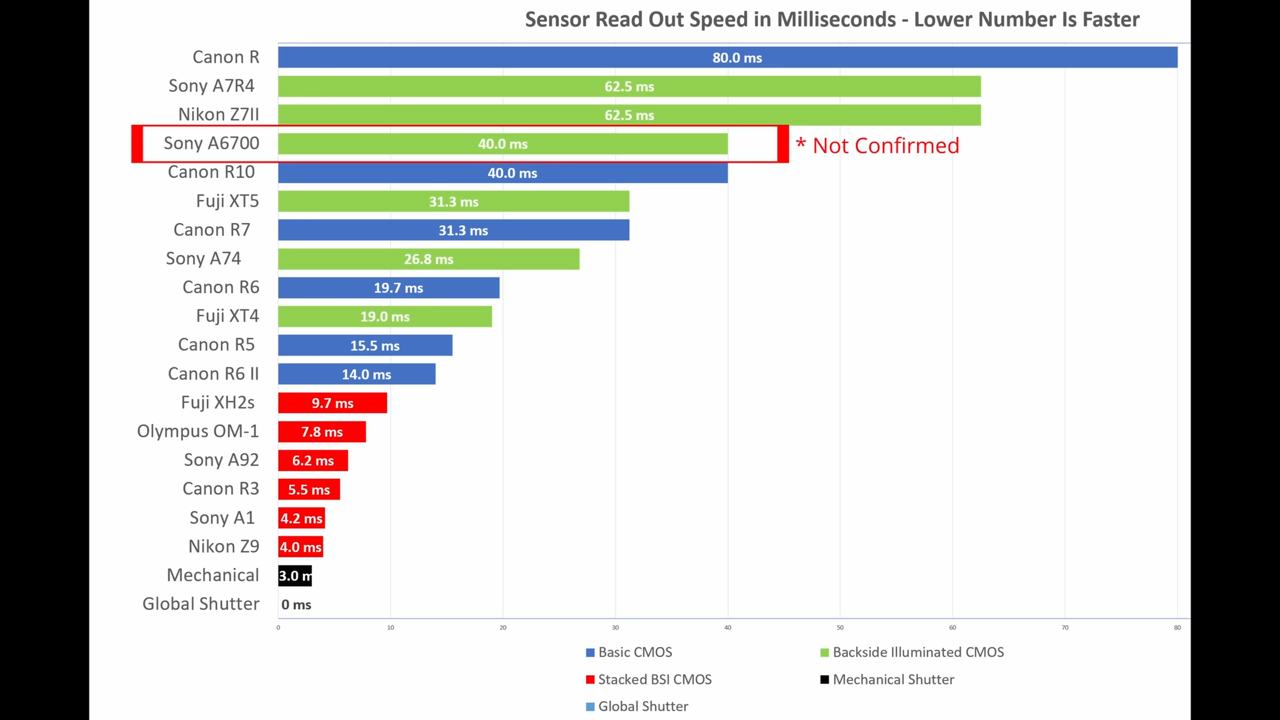 Sensor Read Out Speed in Milliseconds - Lower Number Is Faster
Canon R 80.0 ms
Sony A7R4 62.5 ms
Nikon Z7II 62.5 ms
Sony A6700 40.0 ms * Not Confirmed
Canon R10 40.0 ms
Fuji XT5 31.3 ms
Canon R7 31.3 ms
Sony A74 26.8 ms
Canon R6 19.7 ms
Fuji XT4 19.0 ms
Canon R5 15.5 ms
Canon R6 II 14.0 ms
Fuji XH2s 9.7 ms
Olympus OM-1 7.8 ms
Sony A92 6.2 ms
Canon R3 5.5 ms
Sony A1 4.2 ms
Nikon Z9 4.0 ms
Mechanical 3.0 m
Global Shutter 0 ms
0 10 20 30 40 50 60 70 80
Basic CMOS Backside Illuminated CMOS
Stacked BSI CMOS Mechanical Shutter
Global Shutter